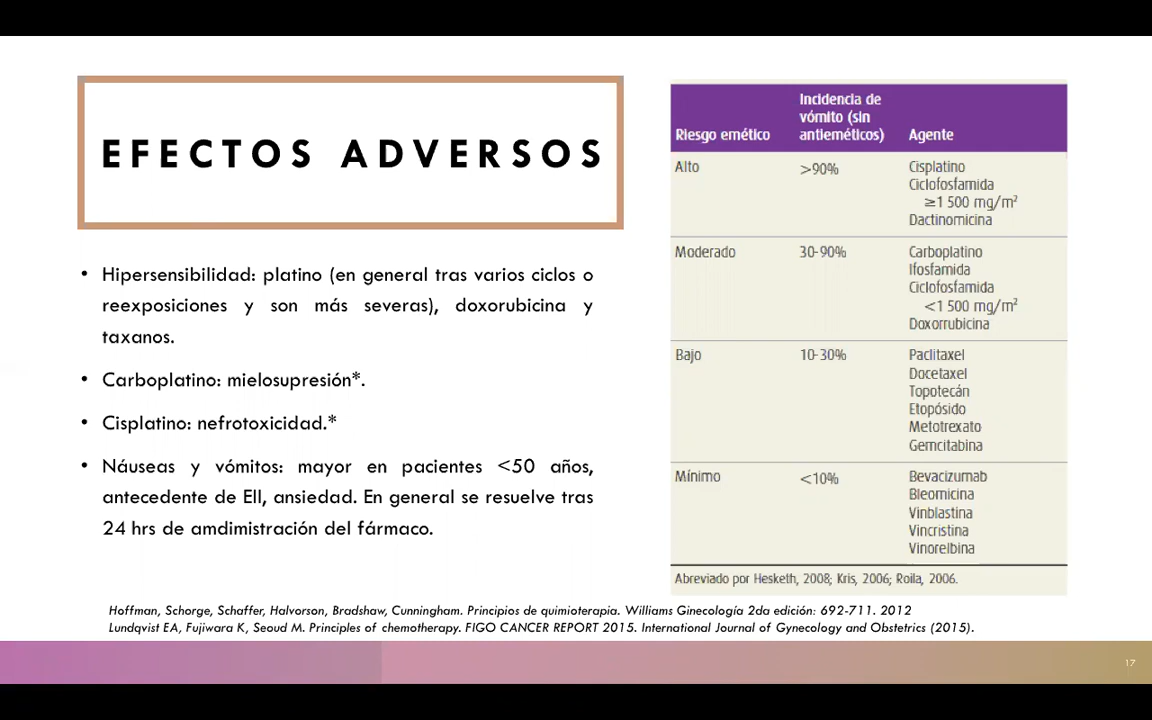 EFECTOS ADVERSOS
• Hipersensibilidad: platino (en general tras varios ciclos o
reexposiciones y son más severas), doxorubicina y
taxanos.
• Carboplatino: mielosupresión*.
• Cisplatino: nefrotoxicidad.*
• Náuseas y vómitos: mayor en pacientes <50 años,
antecedente de EII, ansiedad. En general se resuelve tras
24 hrs de amdimistración del fármaco.
Riesgo emético
Incidencia de
vómito (sin
antieméticos)
Agente
Alto
>90%
Cisplatino
Ciclofosfamida
≥1 500 mg/m²
Dactinomicina
Moderado
30-90%
Carboplatino
Ifosfamida
Ciclofosfamida
<1 500 mg/m²
Doxorrubicina
Bajo
10-30%
Paclitaxel
Docetaxel
Topotecán
Etopósido
Metotrexato
Gemcitabina
Mínimo
<10%
Bevacizumab
Bleomicina
Vinblastina
Vincristina
Vinorelbina
Abreviado por Hesketh, 2008; Kris, 2006; Roila, 2006.
Hoffman, Schorge, Schaffer, Halvorson, Bradshaw, Cunningham. Principios de quimioterapia. Williams Ginecología 2da edición: 692-711. 2012
Lundqvist EA, Fujiwara K, Seoud M. Principles of chemotherapy. FIGO CANCER REPORT 2015. International Journal of Gynecology and Obstetrics (2015).
17